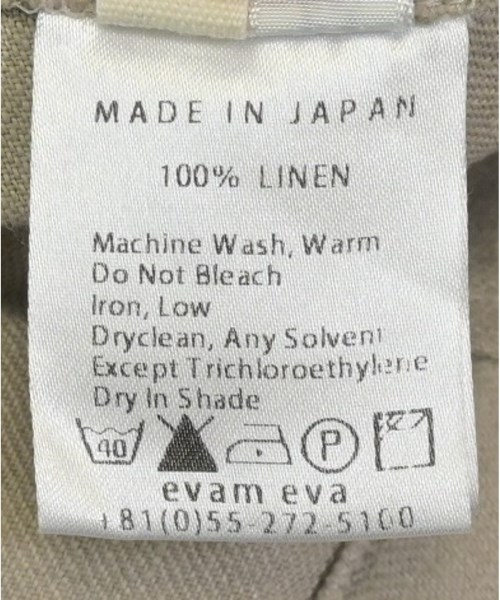 MADE IN JAPAN
100% LINEN
Machine Wash, Warm
Do Not Bleach
Iron, Low
Dryclean, Any Solvent
Except Trichloroethylene
Dry In Shade
40 P
evam eva
+81(0)55-272-5100